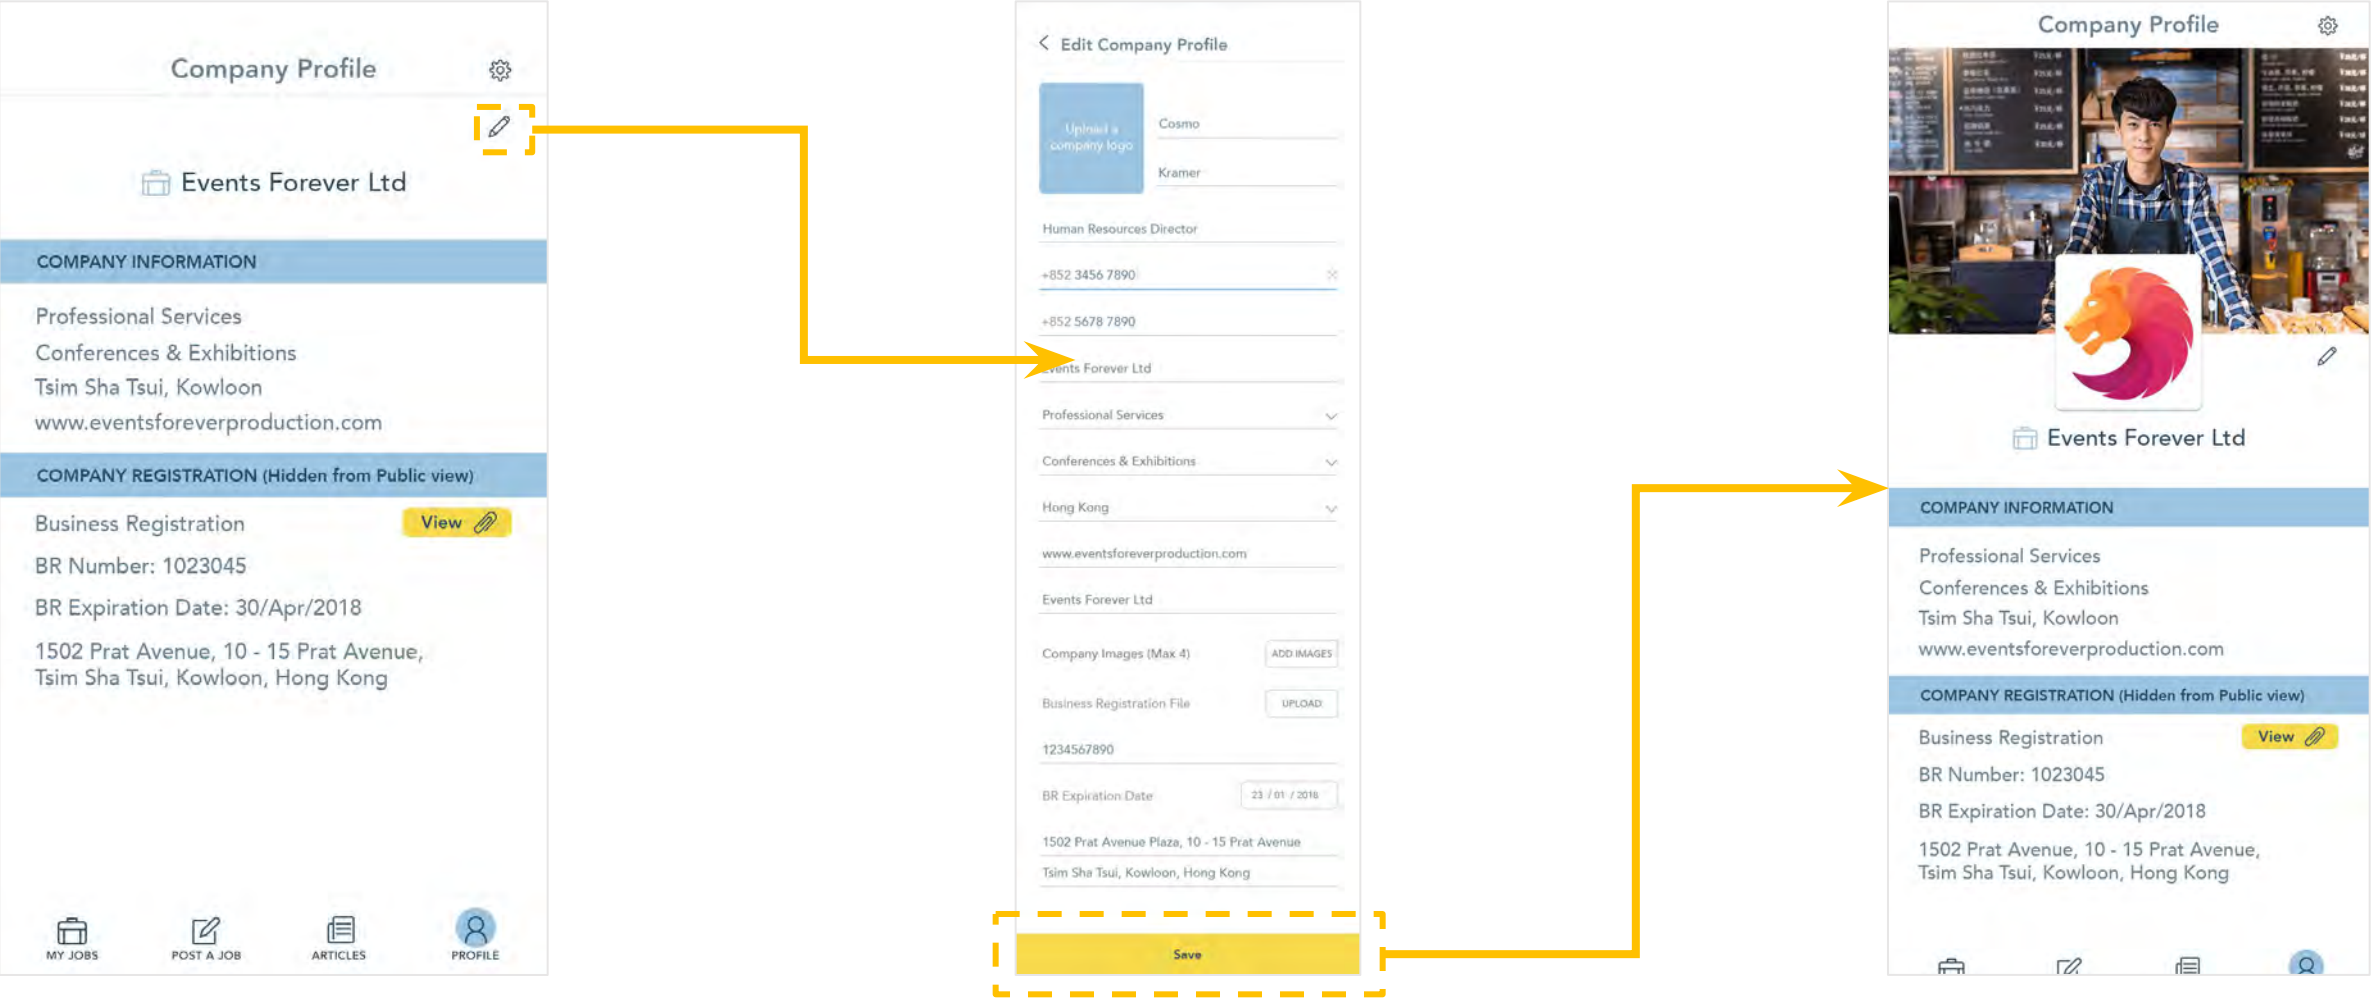 Company Profile
Events Forever Ltd
COMPANY INFORMATION
Professional Services
Conferences & Exhibitions
Tsim Sha Tsui, Kowloon
www.eventsforeverproduction.com
COMPANY REGISTRATION (Hidden from Public view)
Business Registration
View
BR Number: 1023045
BR Expiration Date: 30/Apr/2018
1502 Prat Avenue, 10 - 15 Prat Avenue,
Tsim Sha Tsui, Kowloon, Hong Kong
MY JOBS
POST A JOB
ARTICLES
PROFILE
Edit Company Profile
Upload a
company logo
Cosmo
Kramer
Human Resources Director
+852 3456 7890
+852 5678 7890
Events Forever Ltd
Professional Services
Conferences & Exhibitions
Hong Kong
www.eventsforeverproduction.com
Events Forever Ltd
Company Images (Max 4)
ADD IMAGES
Business Registration File
UPLOAD
1234567890
BR Expiration Date
23 / 01 / 2018
1502 Prat Avenue Plaza, 10 - 15 Prat Avenue
Tsim Sha Tsui, Kowloon, Hong Kong
Save
Company Profile
Events Forever Ltd
COMPANY INFORMATION
Professional Services
Conferences & Exhibitions
Tsim Sha Tsui, Kowloon
www.eventsforeverproduction.com
COMPANY REGISTRATION (Hidden from Public view)
Business Registration
View
BR Number: 1023045
BR Expiration Date: 30/Apr/2018
1502 Prat Avenue, 10 - 15 Prat Avenue,
Tsim Sha Tsui, Kowloon, Hong Kong